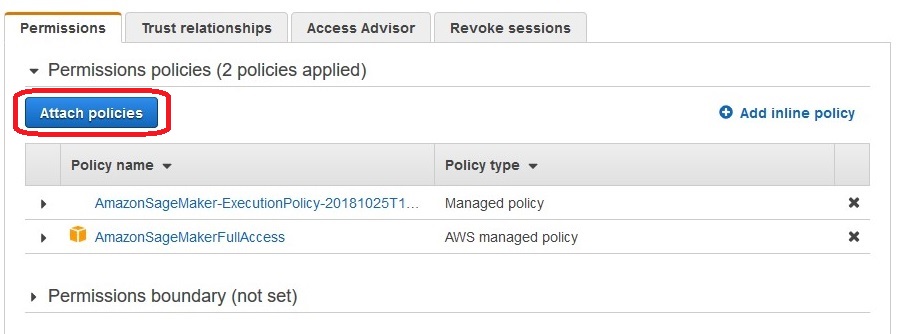 Permissions Trust relationships Access Advisor Revoke sessions
Permissions policies (2 policies applied)
Attach policies Add inline policy
Policy name Policy type
AmazonSageMaker-ExecutionPolicy-20181025T1... Managed policy
AmazonSageMakerFullAccess AWS managed policy
Permissions boundary (not set)